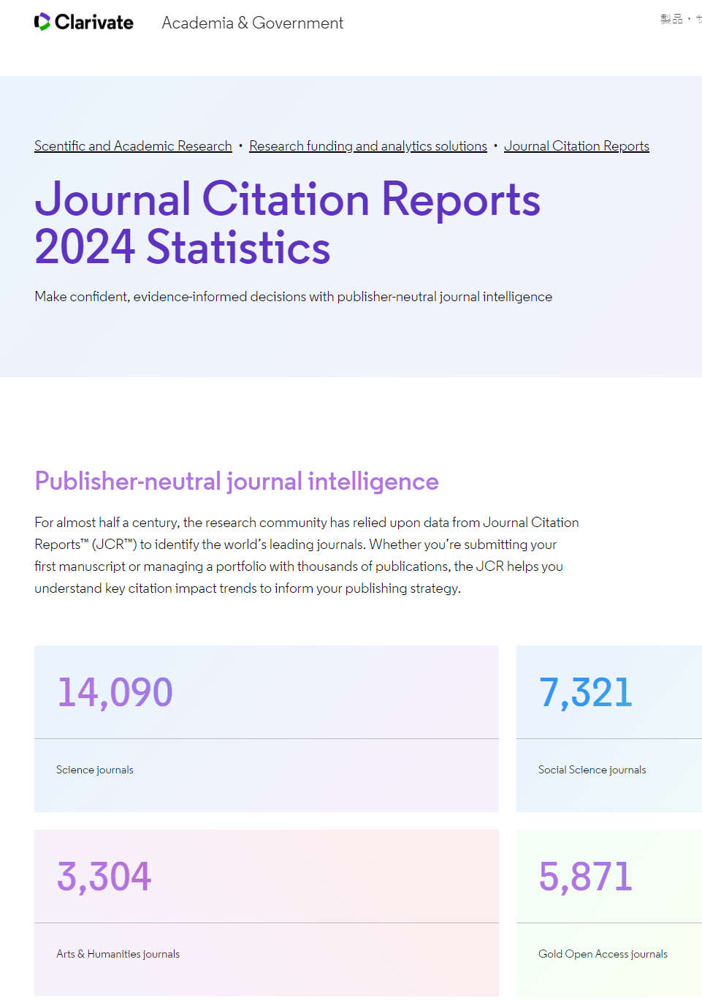 Clarivate Academia & Government 製品・サ
Scentific and Academic Research • Research funding and analytics solutions • Journal Citation Reports
Journal Citation Reports
2024 Statistics
Make confident, evidence-informed decisions with publisher-neutral journal intelligence
Publisher-neutral journal intelligence
For almost half a century, the research community has relied upon data from Journal Citation
Reports™ (JCR™) to identify the world’s leading journals. Whether you’re submitting your
first manuscript or managing a portfolio with thousands of publications, the JCR helps you
understand key citation impact trends to inform your publishing strategy.
14,090
Science journals
7,321
Social Science journals
3,304
Arts & Humanities journals
5,871
Gold Open Access journals